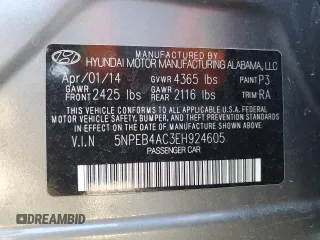 MANUFACTURED BY
HYUNDAI MOTOR MANUFACTURING ALABAMA, LLC
Apr/01/14 GVWR 4365 lbs PAINT P3
GAWR FRONT 2425 lbs GAWR REAR 2116 lbs TRIM RA
THIS VEHICLE CONFORMS TO ALL APPLICABLE
FEDERAL MOTOR VEHICLE SAFETY, BUMPER,
AND THEFT PREVENTION STANDARDS IN EFFECT
ON THE DATE OF MANUFACTURE SHOWN ABOVE.
V.I.N 5NPEB4AC3EH924605
PASSENGER CAR